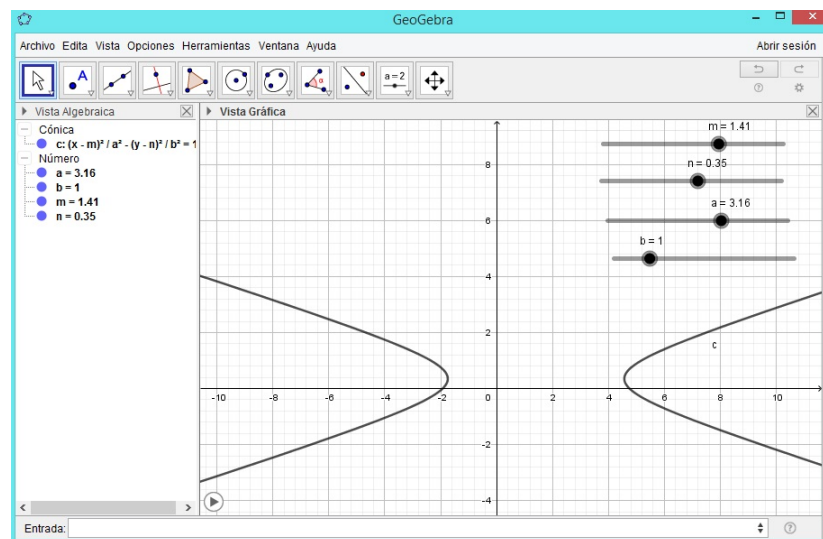 GeoGebra
Archivo Edita Vista Opciones Herramientas Ventana Ayuda
Abrir sesión
A
α
a=2
Vista Algebraica
Cónica
c: (x - m)² / a² - (y - n)² / b² = 1
Número
a = 3.16
b = 1
m = 1.41
n = 0.35
Vista Gráfica
m = 1.41
n = 0.35
a = 3.16
b = 1
8
6
4
2
c
-10 -8 -6 -4 -2 0 2 4 6 8 10
-2
-4
Entrada: